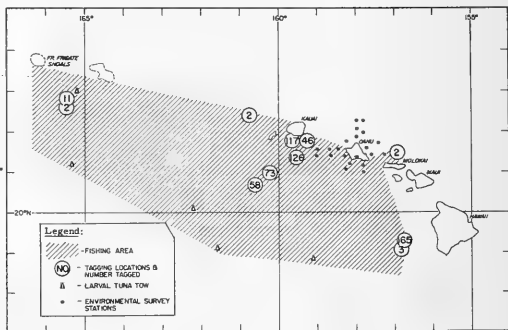 165°
160°
155°
FR. FRIGATE
SHOALS
11
2
2
KAUAI
117
46
126
OAHU
2
MOLOKAI
MAUI
73
58
20°N
HAWAII
65
3
Legend:
- FISHING AREA
NO. - TAGGING LOCATIONS &
NUMBER TAGGED
- LARVAL TUNA TOW
- ENVIRONMENTAL SURVEY
STATIONS